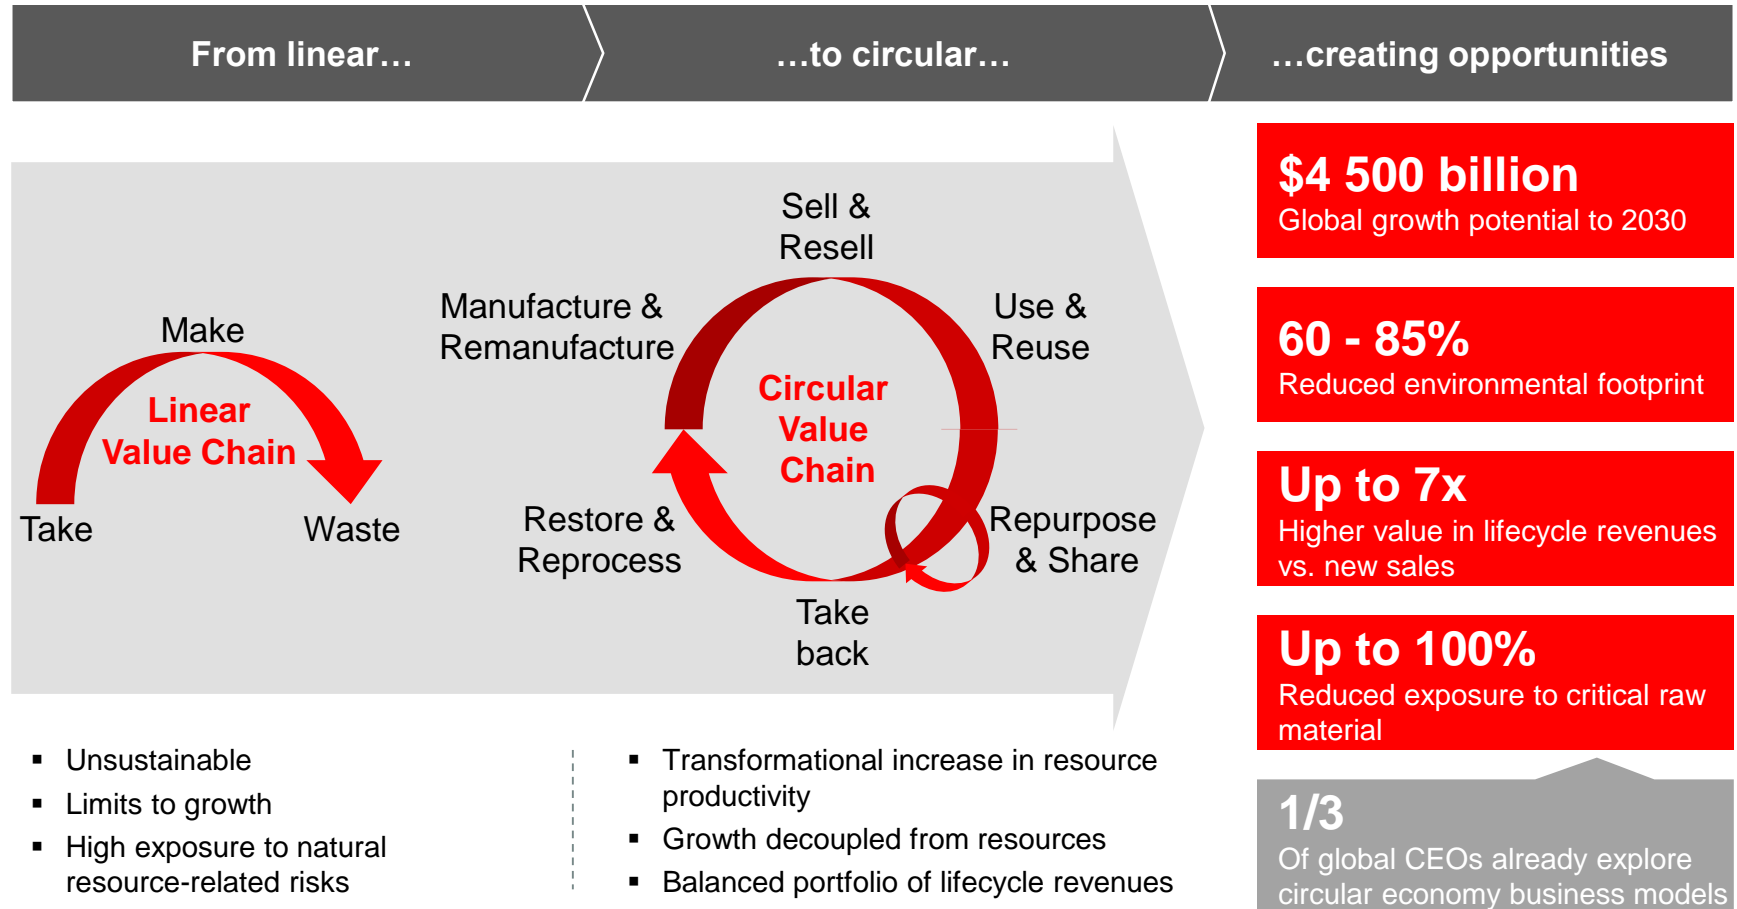 From linear…
…to circular…
…creating opportunities
Make
Linear
Value Chain
Take
Waste
Sell &
Resell
Manufacture &
Remanufacture
Use &
Reuse
Circular
Value
Chain
Restore &
Reprocess
Repurpose
& Share
Take
back
▪ Unsustainable
▪ Limits to growth
▪ High exposure to natural
resource-related risks
▪ Transformational increase in resource
productivity
▪ Growth decoupled from resources
▪ Balanced portfolio of lifecycle revenues
$4 500 billion
Global growth potential to 2030
60 - 85%
Reduced environmental footprint
Up to 7x
Higher value in lifecycle revenues
vs. new sales
Up to 100%
Reduced exposure to critical raw
material
1/3
Of global CEOs already explore
circular economy business models